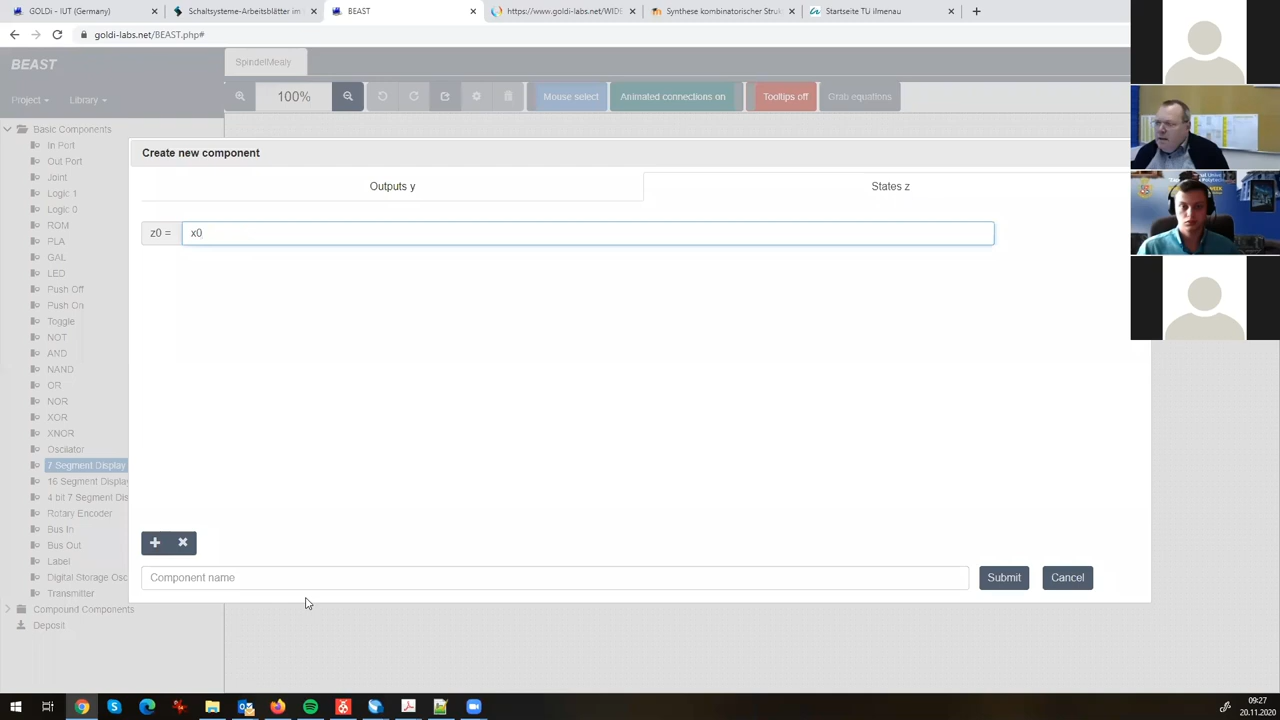 GOLDi - IUT (Germany)
Schaltsysteme-Arbeitsblätter im
BEAST
https://www.goldi-labs.net/WIDE
Synthese kombinatorischer Struk
Startseite TU Ilmenau
goldi-labs.net/BEAST.php#
BEAST
SpindelMealy
Project
Library
100%
Mouse select
Animated connections on
Tooltips off
Grab equations
Basic Components
In Port
Out Port
Joint
Logic 1
Logic 0
ROM
PLA
GAL
LED
Push Off
Push On
Toggle
NOT
AND
NAND
OR
NOR
XOR
XNOR
Oscilator
7 Segment Display
16 Segment Display
4 bit 7 Segment Dis
Rotary Encoder
Bus In
Bus Out
Label
Digital Storage Osc
Transmitter
Compound Components
Deposit
Create new component
Outputs y
States z
z0 =
x0
Component name
Submit
Cancel
09:27
20.11.2020